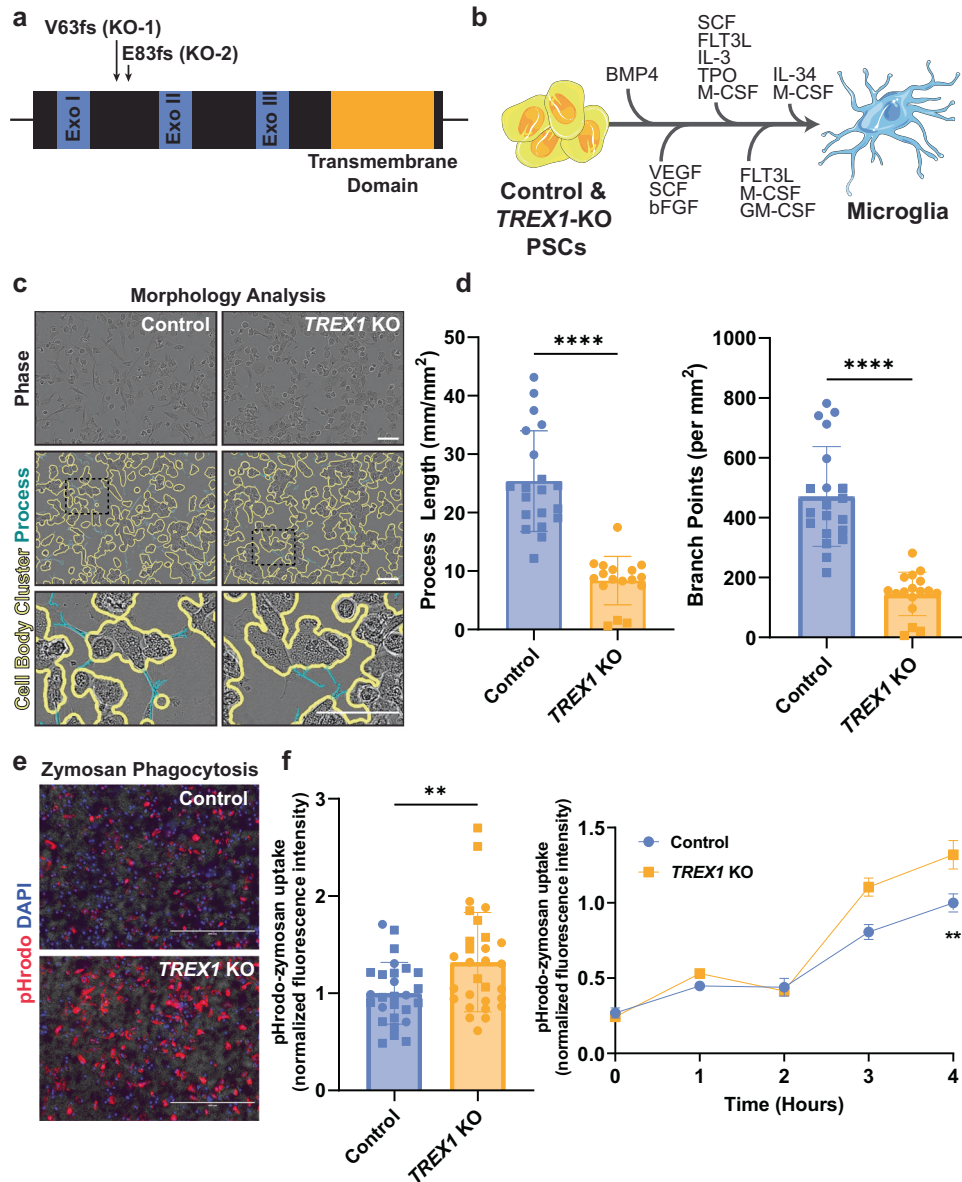 a
V63fs (KO-1)
E83fs (KO-2)
Exo I
Exo II
Exo III
Transmembrane
Domain
b
BMP4
SCF
FLT3L
IL-3
TPO
M-CSF
IL-34
M-CSF
VEGF
SCF
bFGF
FLT3L
M-CSF
GM-CSF
Control &
TREX1-KO
PSCs
Microglia
c
Morphology Analysis
Control
TREX1 KO
Phase
Cell Body Cluster Process
d
Process Length (mm/mm²)
50
40
30
20
10
0
****
Control
TREX1 KO
Branch Points (per mm²)
1000
800
600
400
200
0
****
Control
TREX1 KO
e
Zymosan Phagocytosis
Control
TREX1 KO
pHrodo DAPI
f
pHrodo-zymosan uptake
(normalized fluorescence intensity)
3
2
1
0
**
Control
TREX1 KO
pHrodo-zymosan uptake
(normalized fluorescence intensity)
1.5
1.0
0.5
0.0
Control
TREX1 KO
**
0
1
2
3
4
Time (Hours)